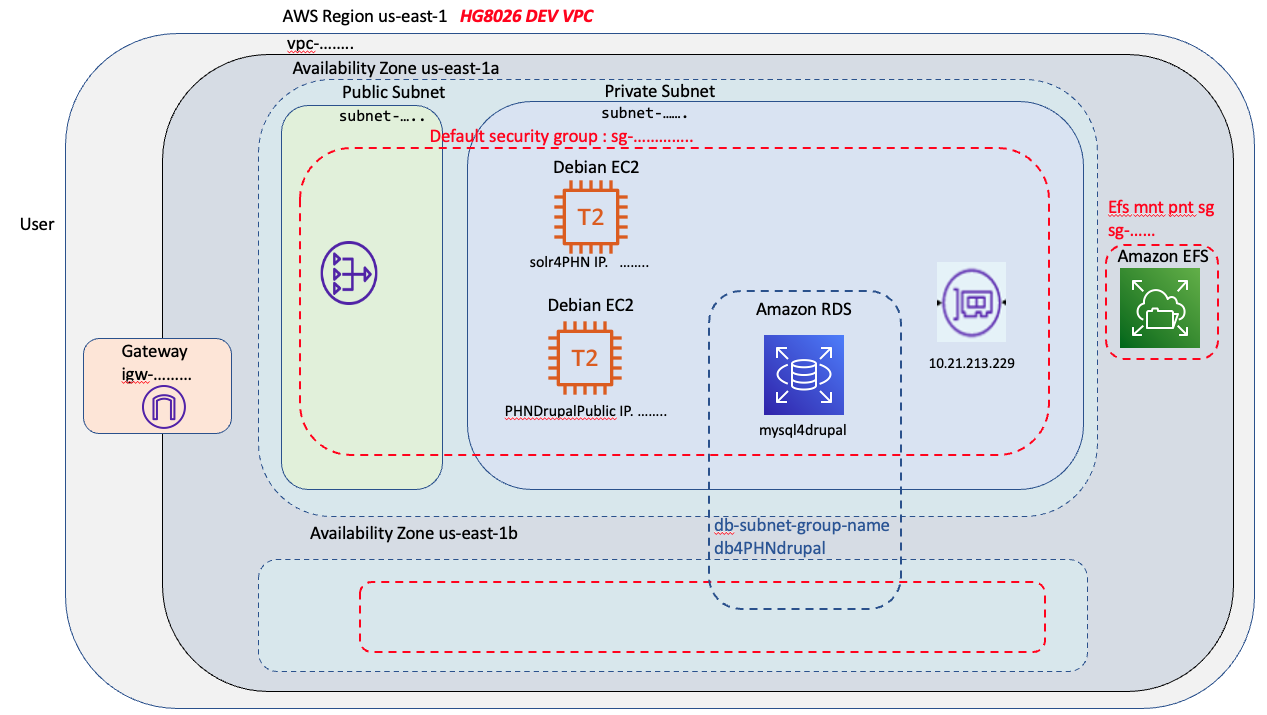 AWS Region us-east-1 HG8026 DEV VPC
vpc-........
Availability Zone us-east-1a
Public Subnet
subnet-.....
Private Subnet
subnet-.......
Default security group : sg-..............
Debian EC2
T2
solr4PHN IP. ........
Debian EC2
T2
PHNDrupalPublic IP. ........
Amazon RDS
mysql4drupal
10.21.213.229
Efs mnt pnt sg
sg-......
Amazon EFS
User
Gateway
igw-.........
db-subnet-group-name
db4PHNdrupal
Availability Zone us-east-1b